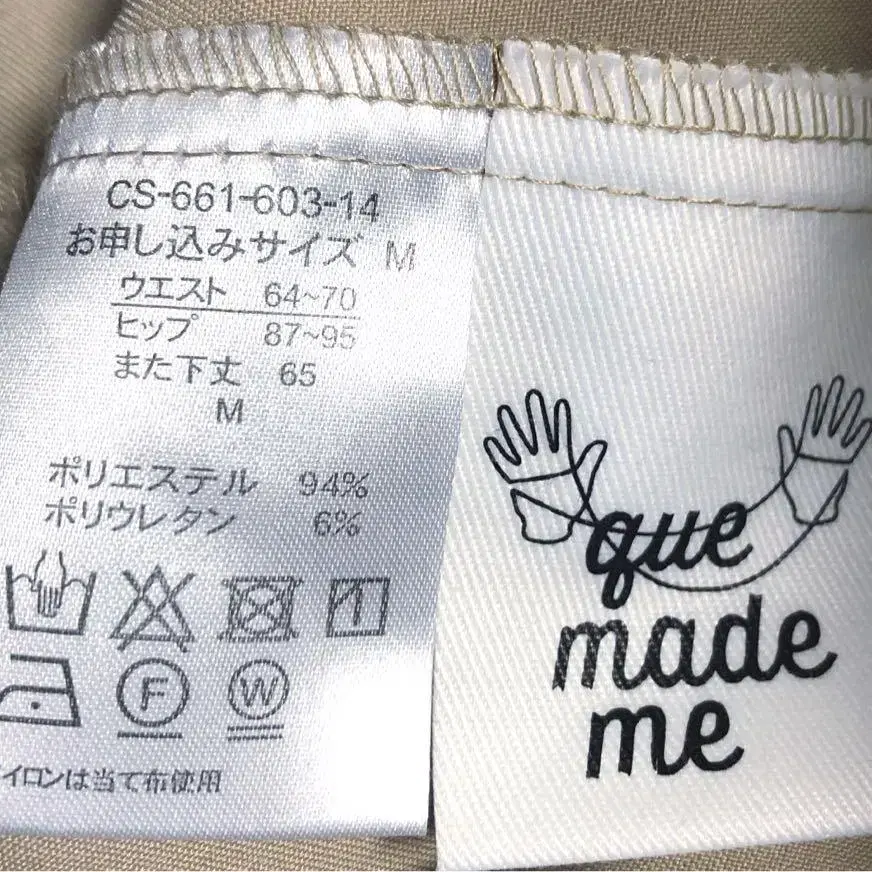 CS-661-603-14
お申し込みサイズ M
ウエスト 64~70
ヒップ 87~95
また下丈 65
M
ポリエステル 94%
ポリウレタン 6%
F
W
イロンは当て布使用
que
made
me